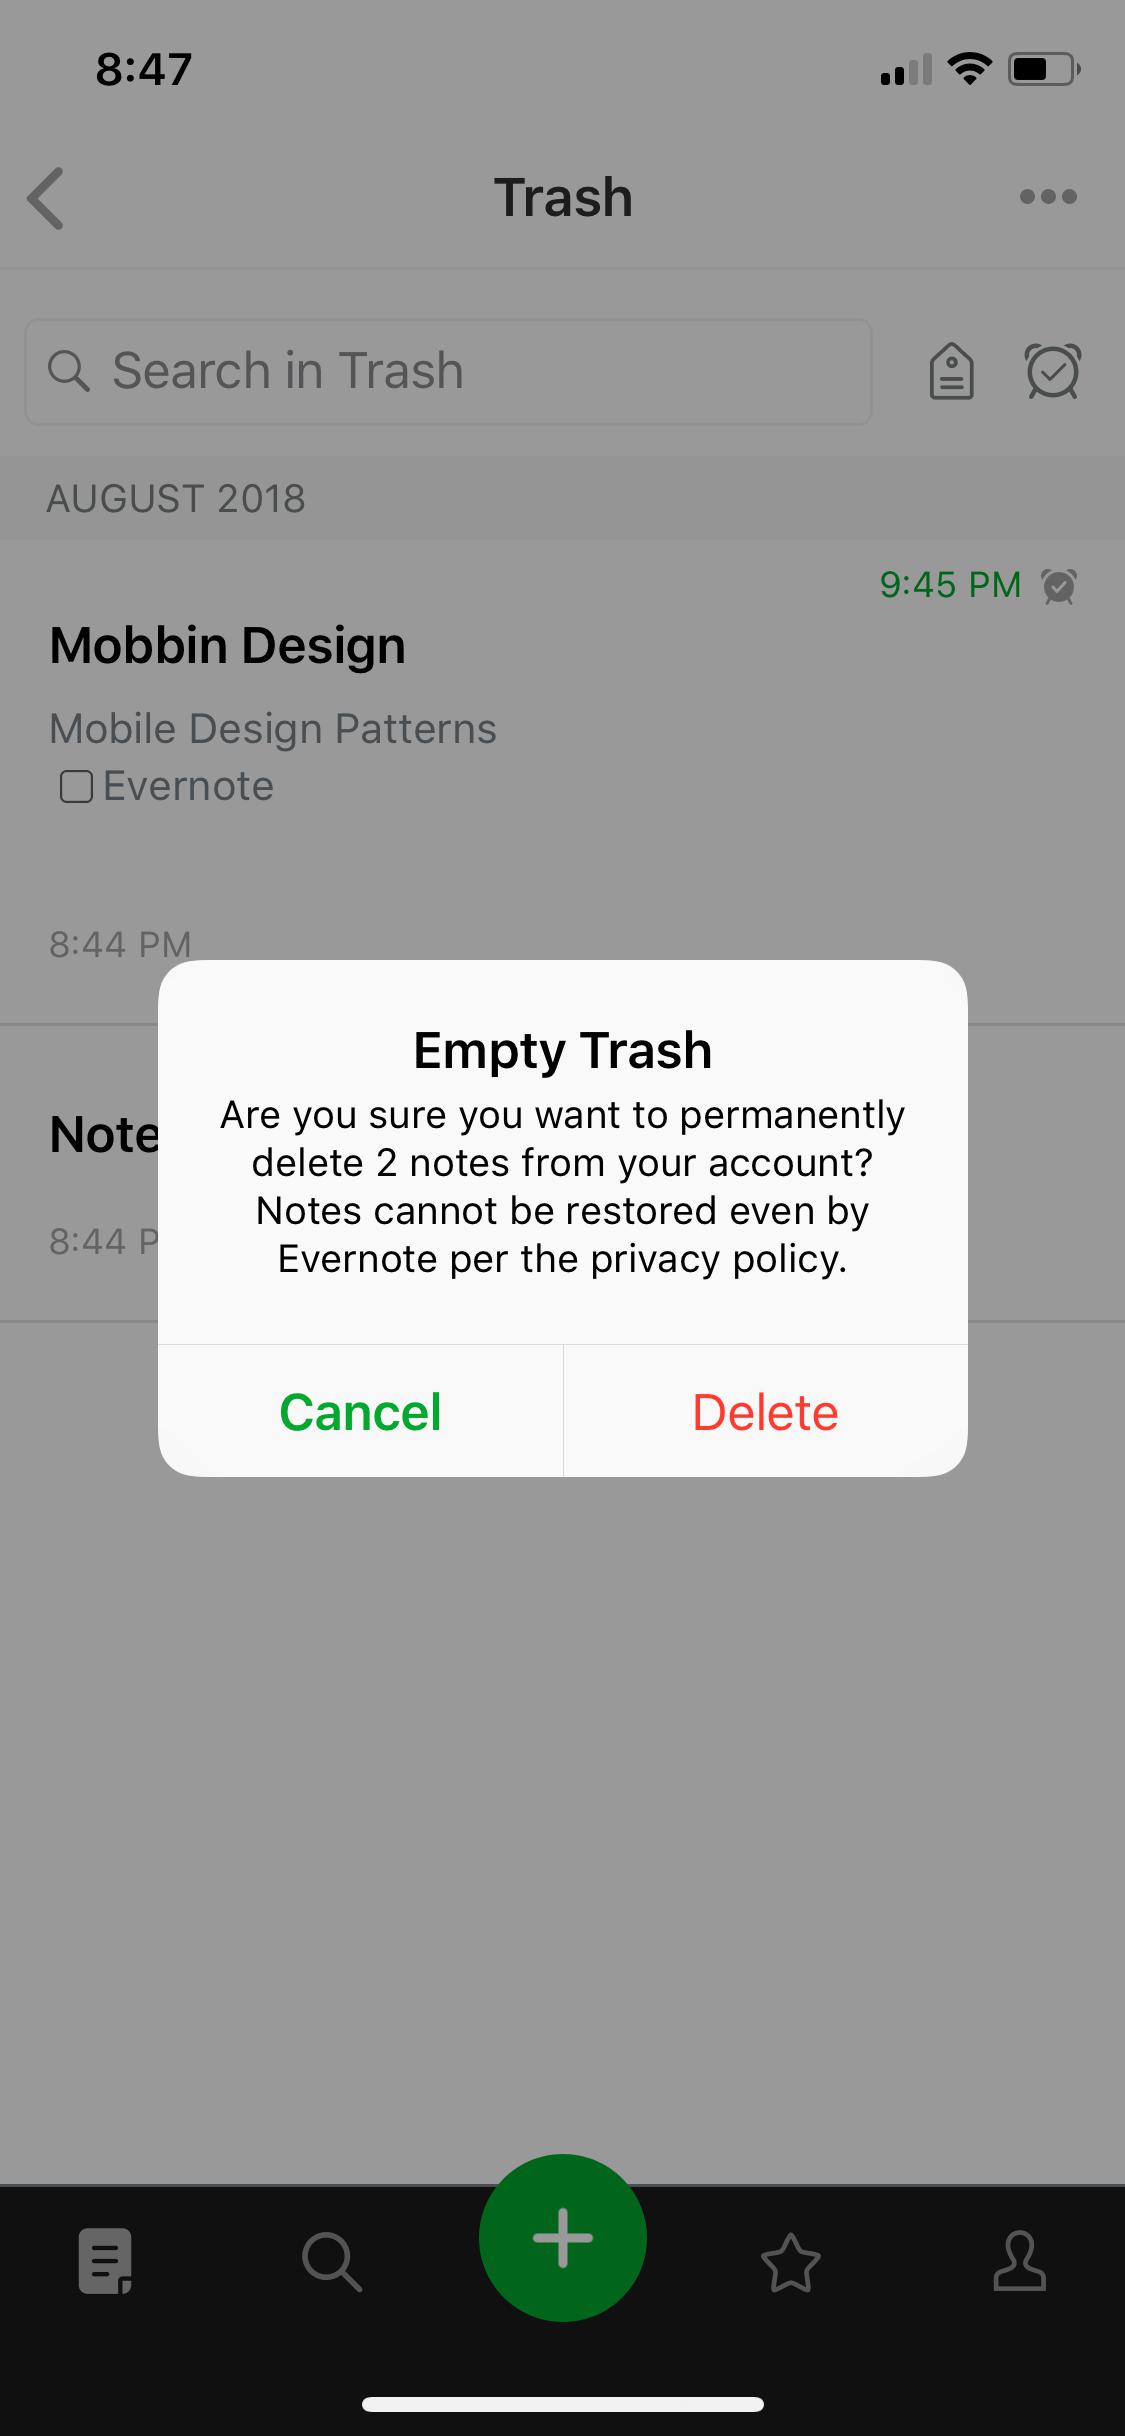 8:47
Trash
Search in Trash
AUGUST 2018
9:45 PM
Mobbin Design
Mobile Design Patterns
Evernote
8:44 PM
Note
8:44 P
Empty Trash
Are you sure you want to permanently
delete 2 notes from your account?
Notes cannot be restored even by
Evernote per the privacy policy.
Cancel
Delete